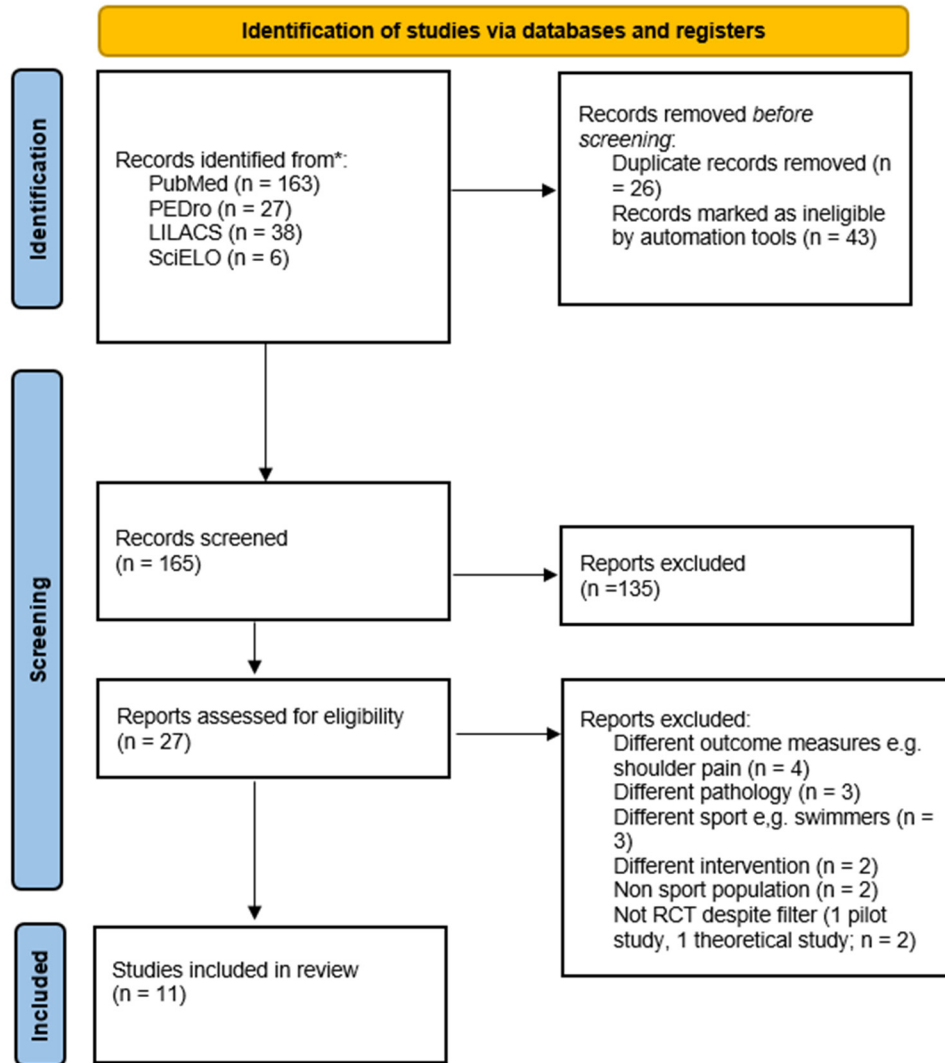 Identification of studies via databases and registers
Identification
Records identified from*:
PubMed (n = 163)
PEDro (n = 27)
LILACS (n = 38)
SciELO (n = 6)
Records removed before
screening:
Duplicate records removed (n
= 26)
Records marked as ineligible
by automation tools (n = 43)
Screening
Records screened
(n = 165)
Reports excluded
(n =135)
Reports assessed for eligibility
(n = 27)
Reports excluded:
Different outcome measures e.g.
shoulder pain (n = 4)
Different pathology (n = 3)
Different sport e,g. swimmers (n =
3)
Different intervention (n = 2)
Non sport population (n = 2)
Not RCT despite filter (1 pilot
study, 1 theoretical study; n = 2)
Included
Studies included in review
(n = 11)